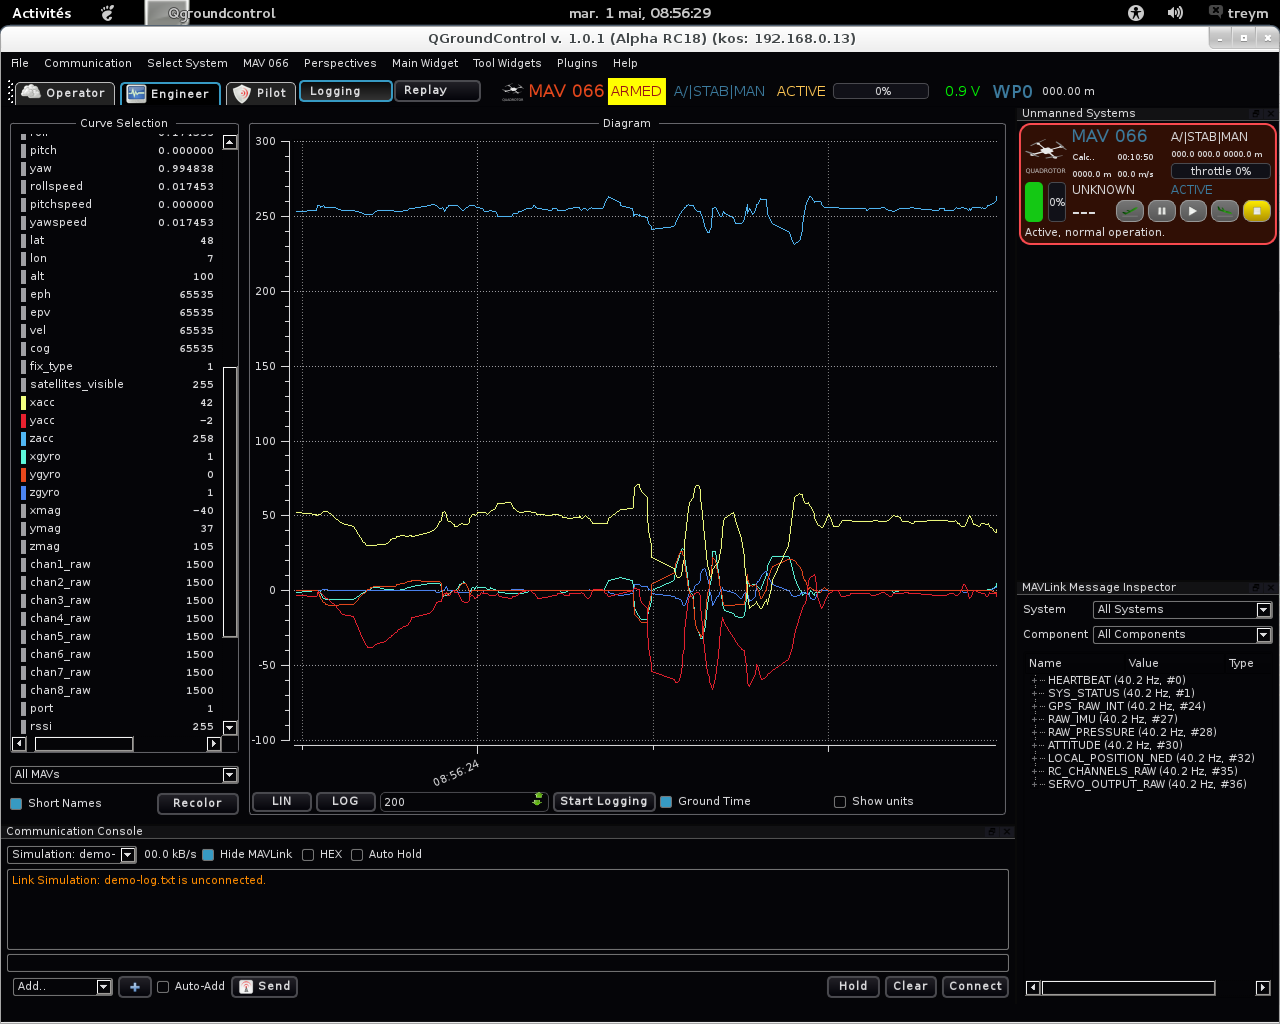 Activités
Qgroundcontrol
mar. 1 mai, 08:56:29
treym
QGroundControl v. 1.0.1 (Alpha RC18) (kos: 192.168.0.13)
File Communication Select System MAV 066 Perspectives Main Widget Tool Widgets Plugins Help
Operator Engineer Pilot Logging Replay MAV 066 ARMED A/|STAB|MAN ACTIVE 0% 0.9 V WP0 000.00 m
Curve Selection
pitch 0.000000
yaw 0.994838
rollspeed 0.017453
pitchspeed 0.000000
yawspeed 0.017453
lat 48
lon 7
alt 100
eph 65535
epv 65535
vel 65535
cog 65535
fix_type 1
satellites_visible 255
xacc 42
yacc −2
zacc 258
xgyro 1
ygyro 0
zgyro 1
xmag −40
ymag 37
zmag 105
chan1_raw 1500
chan2_raw 1500
chan3_raw 1500
chan4_raw 1500
chan5_raw 1500
chan6_raw 1500
chan7_raw 1500
chan8_raw 1500
port 1
rssi 255
All MAVs
Short Names Recolor
Diagram
300
250
200
150
100
50
0
-50
-100
08:56:24
LIN LOG 200 Start Logging Ground Time Show units
Unmanned Systems
MAV 066 A/|STAB|MAN
Calc.. 00:10:50 000.0 000.0 0000.0 m
QUADROTOR 0000.0 m 00.0 m/s throttle 0%
0% UNKNOWN ACTIVE
---
Active, normal operation.
MAVLink Message Inspector
System All Systems
Component All Components
Name Value Type
HEARTBEAT (40.2 Hz, #0)
SYS_STATUS (40.2 Hz, #1)
GPS_RAW_INT (40.2 Hz, #24)
RAW_IMU (40.2 Hz, #27)
RAW_PRESSURE (40.2 Hz, #28)
ATTITUDE (40.2 Hz, #30)
LOCAL_POSITION_NED (40.2 Hz, #32)
RC_CHANNELS_RAW (40.2 Hz, #35)
SERVO_OUTPUT_RAW (40.2 Hz, #36)
Communication Console
Simulation: demo- 00.0 kB/s Hide MAVLink HEX Auto Hold
Link Simulation: demo-log.txt is unconnected.
Add.. + Auto-Add Send Hold Clear Connect